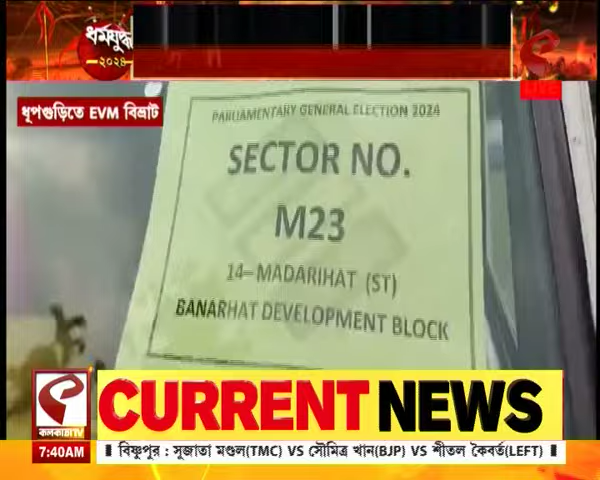 ধর্মযুদ্ধ
২০২৪
LIVE
ধূপগুড়িতে EVM বিভ্রাট
PARLIAMENTARY GENERAL ELECTION 2024
SECTOR NO.
M23
14-MADARIHAT (ST)
BANARHAT DEVELOPMENT BLOCK
CURRENT NEWS
কলকাতা TV
7:40AM
বিষ্ণুপুর : সুজাতা মণ্ডল(TMC) VS সৌমিত্র খান(BJP) VS শীতল কৈবর্ত(LEFT)